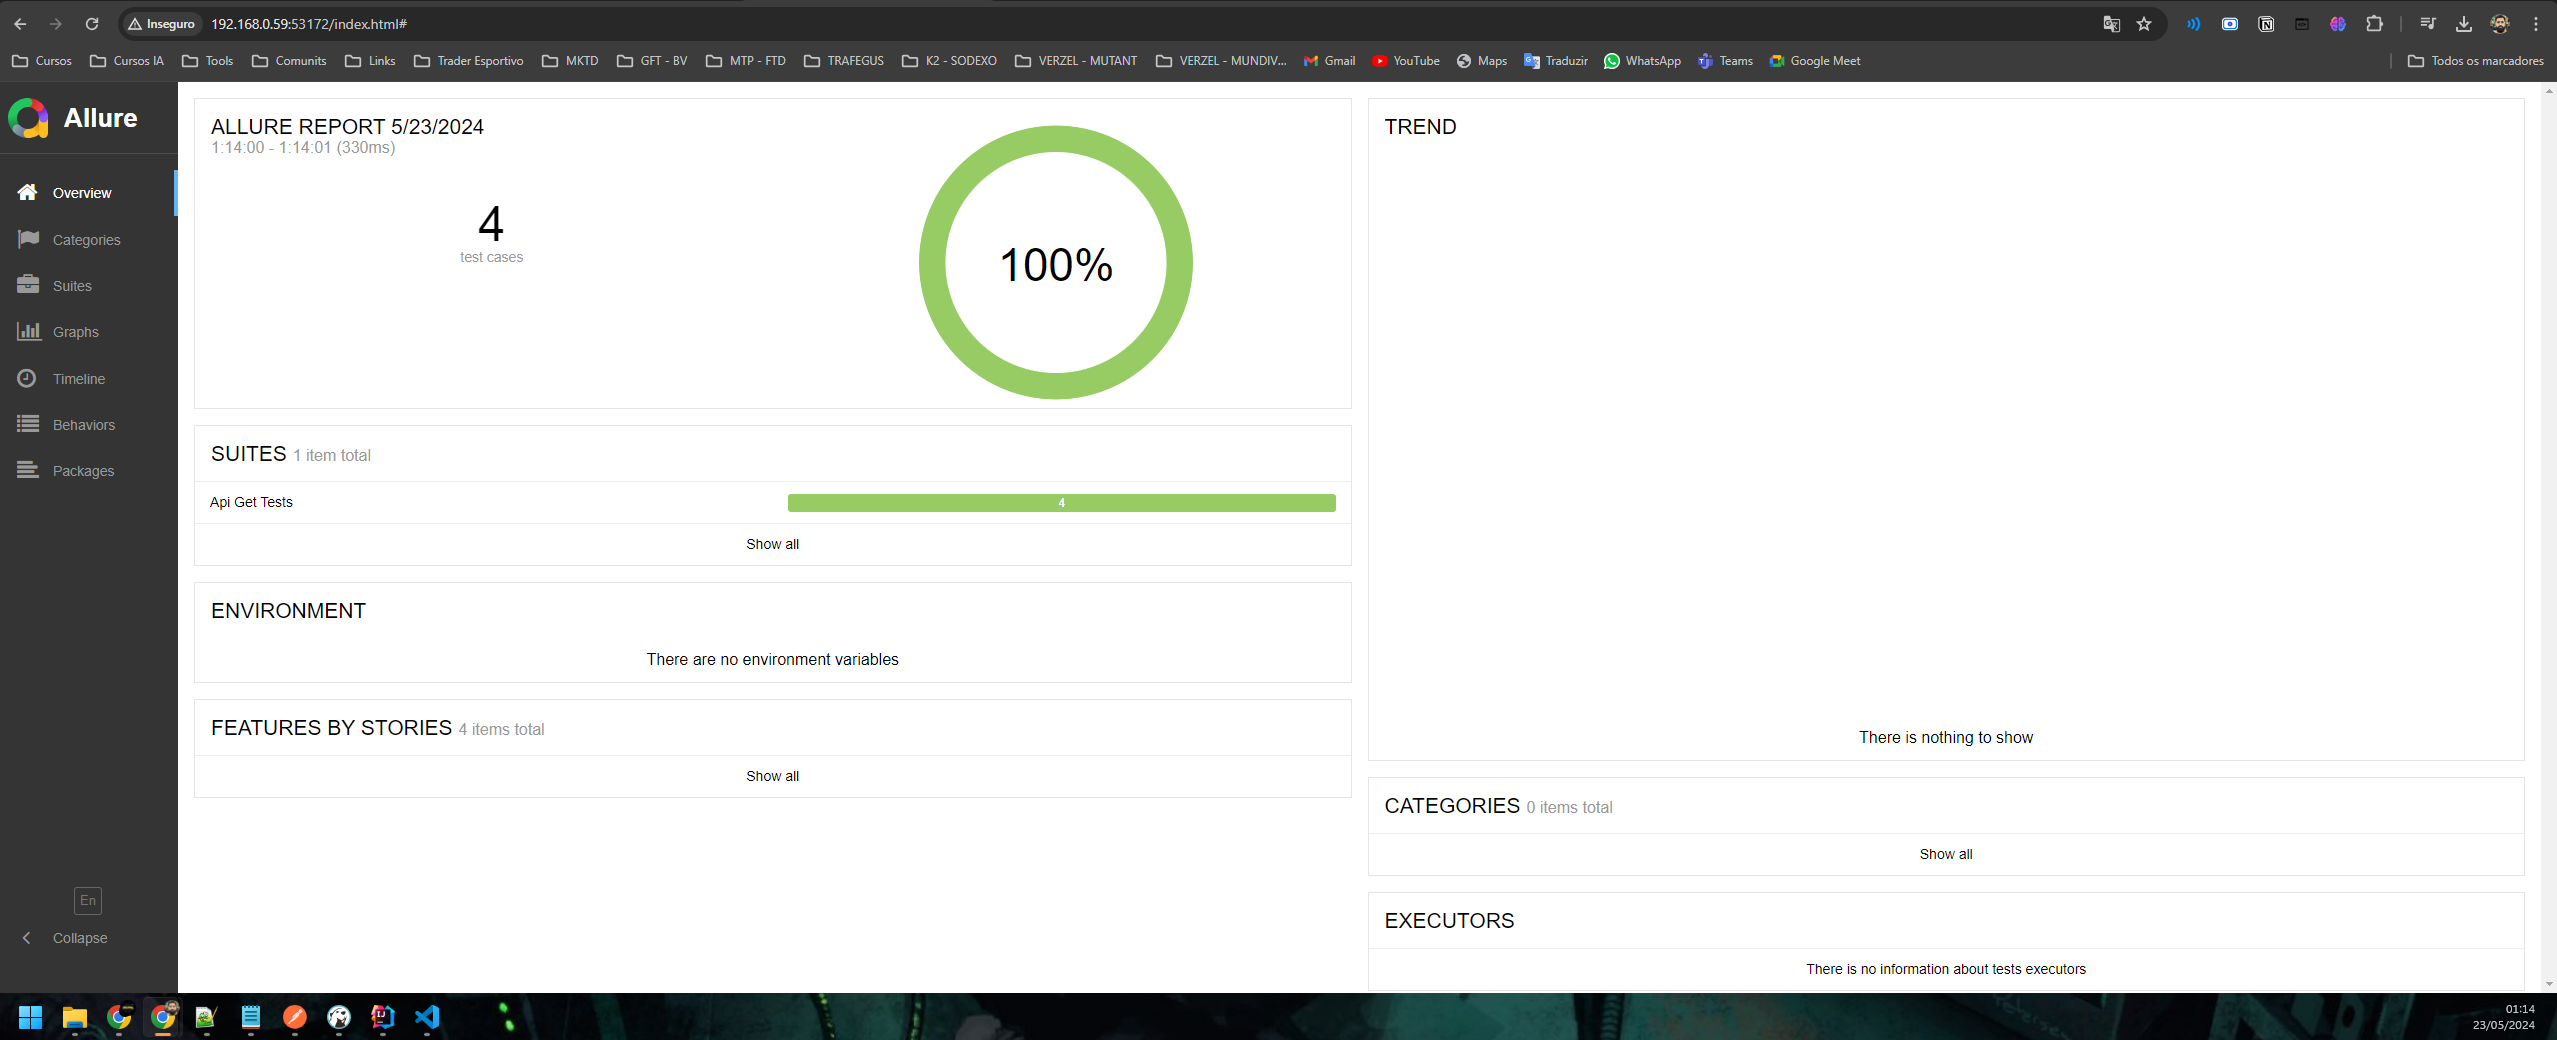 Inseguro
192.168.0.59:53172/index.html#
Cursos
Cursos IA
Tools
Comunits
Links
Trader Esportivo
MKTD
GFT - BV
MTP - FTD
TRAFEGUS
K2 - SODEXO
VERZEL - MUTANT
VERZEL - MUNDIV...
Gmail
YouTube
Maps
Traduzir
WhatsApp
Teams
Google Meet
Todos os marcadores
Allure
Overview
Categories
Suites
Graphs
Timeline
Behaviors
Packages
En
Collapse
ALLURE REPORT 5/23/2024
1:14:00 - 1:14:01 (330ms)
4
test cases
100%
SUITES 1 item total
Api Get Tests
4
Show all
ENVIRONMENT
There are no environment variables
FEATURES BY STORIES 4 items total
Show all
TREND
There is nothing to show
CATEGORIES 0 items total
Show all
EXECUTORS
There is no information about tests executors
01:14
23/05/2024